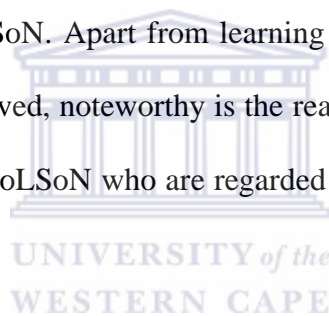 SoN. Apart from learning
ved, noteworthy is the rea
oLSoN who are regarded
UNIVERSITY of the
WESTERN CAPE